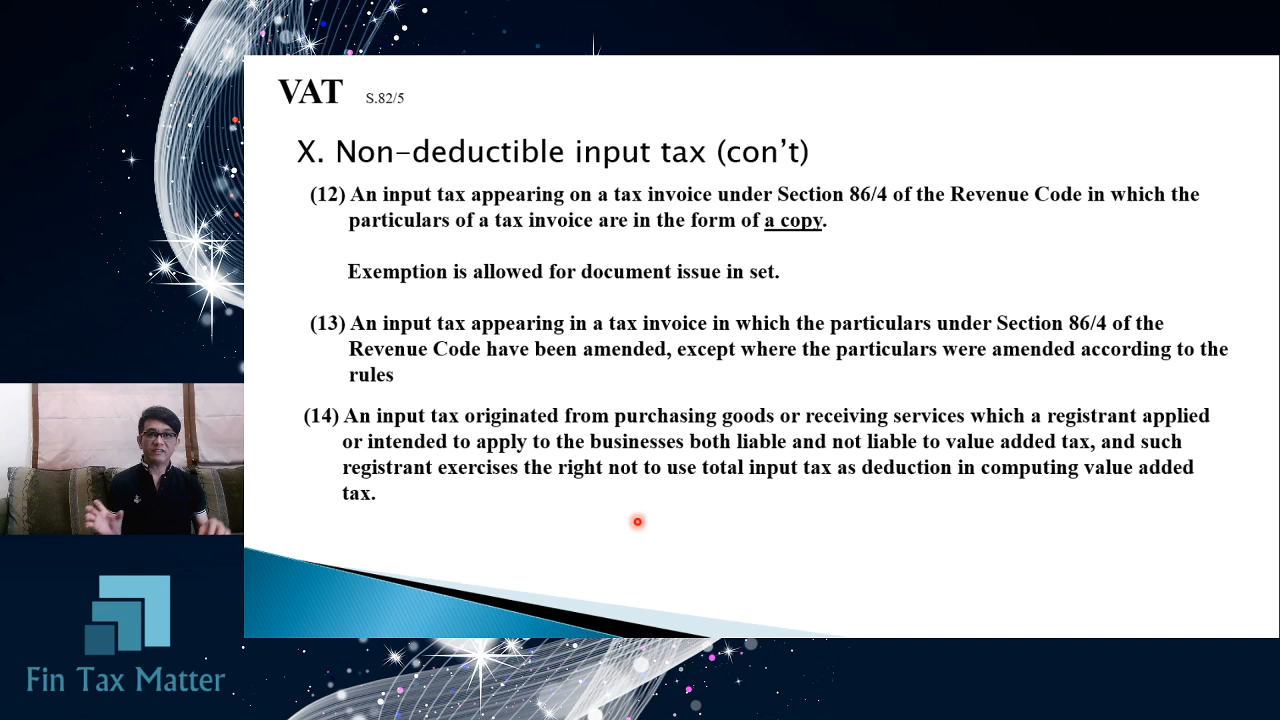 VAT S.82/5
X. Non-deductible input tax (con’t)
(12) An input tax appearing on a tax invoice under Section 86/4 of the Revenue Code in which the
particulars of a tax invoice are in the form of a copy.
Exemption is allowed for document issue in set.
(13) An input tax appearing in a tax invoice in which the particulars under Section 86/4 of the
Revenue Code have been amended, except where the particulars were amended according to the
rules
(14) An input tax originated from purchasing goods or receiving services which a registrant applied
or intended to apply to the businesses both liable and not liable to value added tax, and such
registrant exercises the right not to use total input tax as deduction in computing value added
tax.
Fin Tax Matter